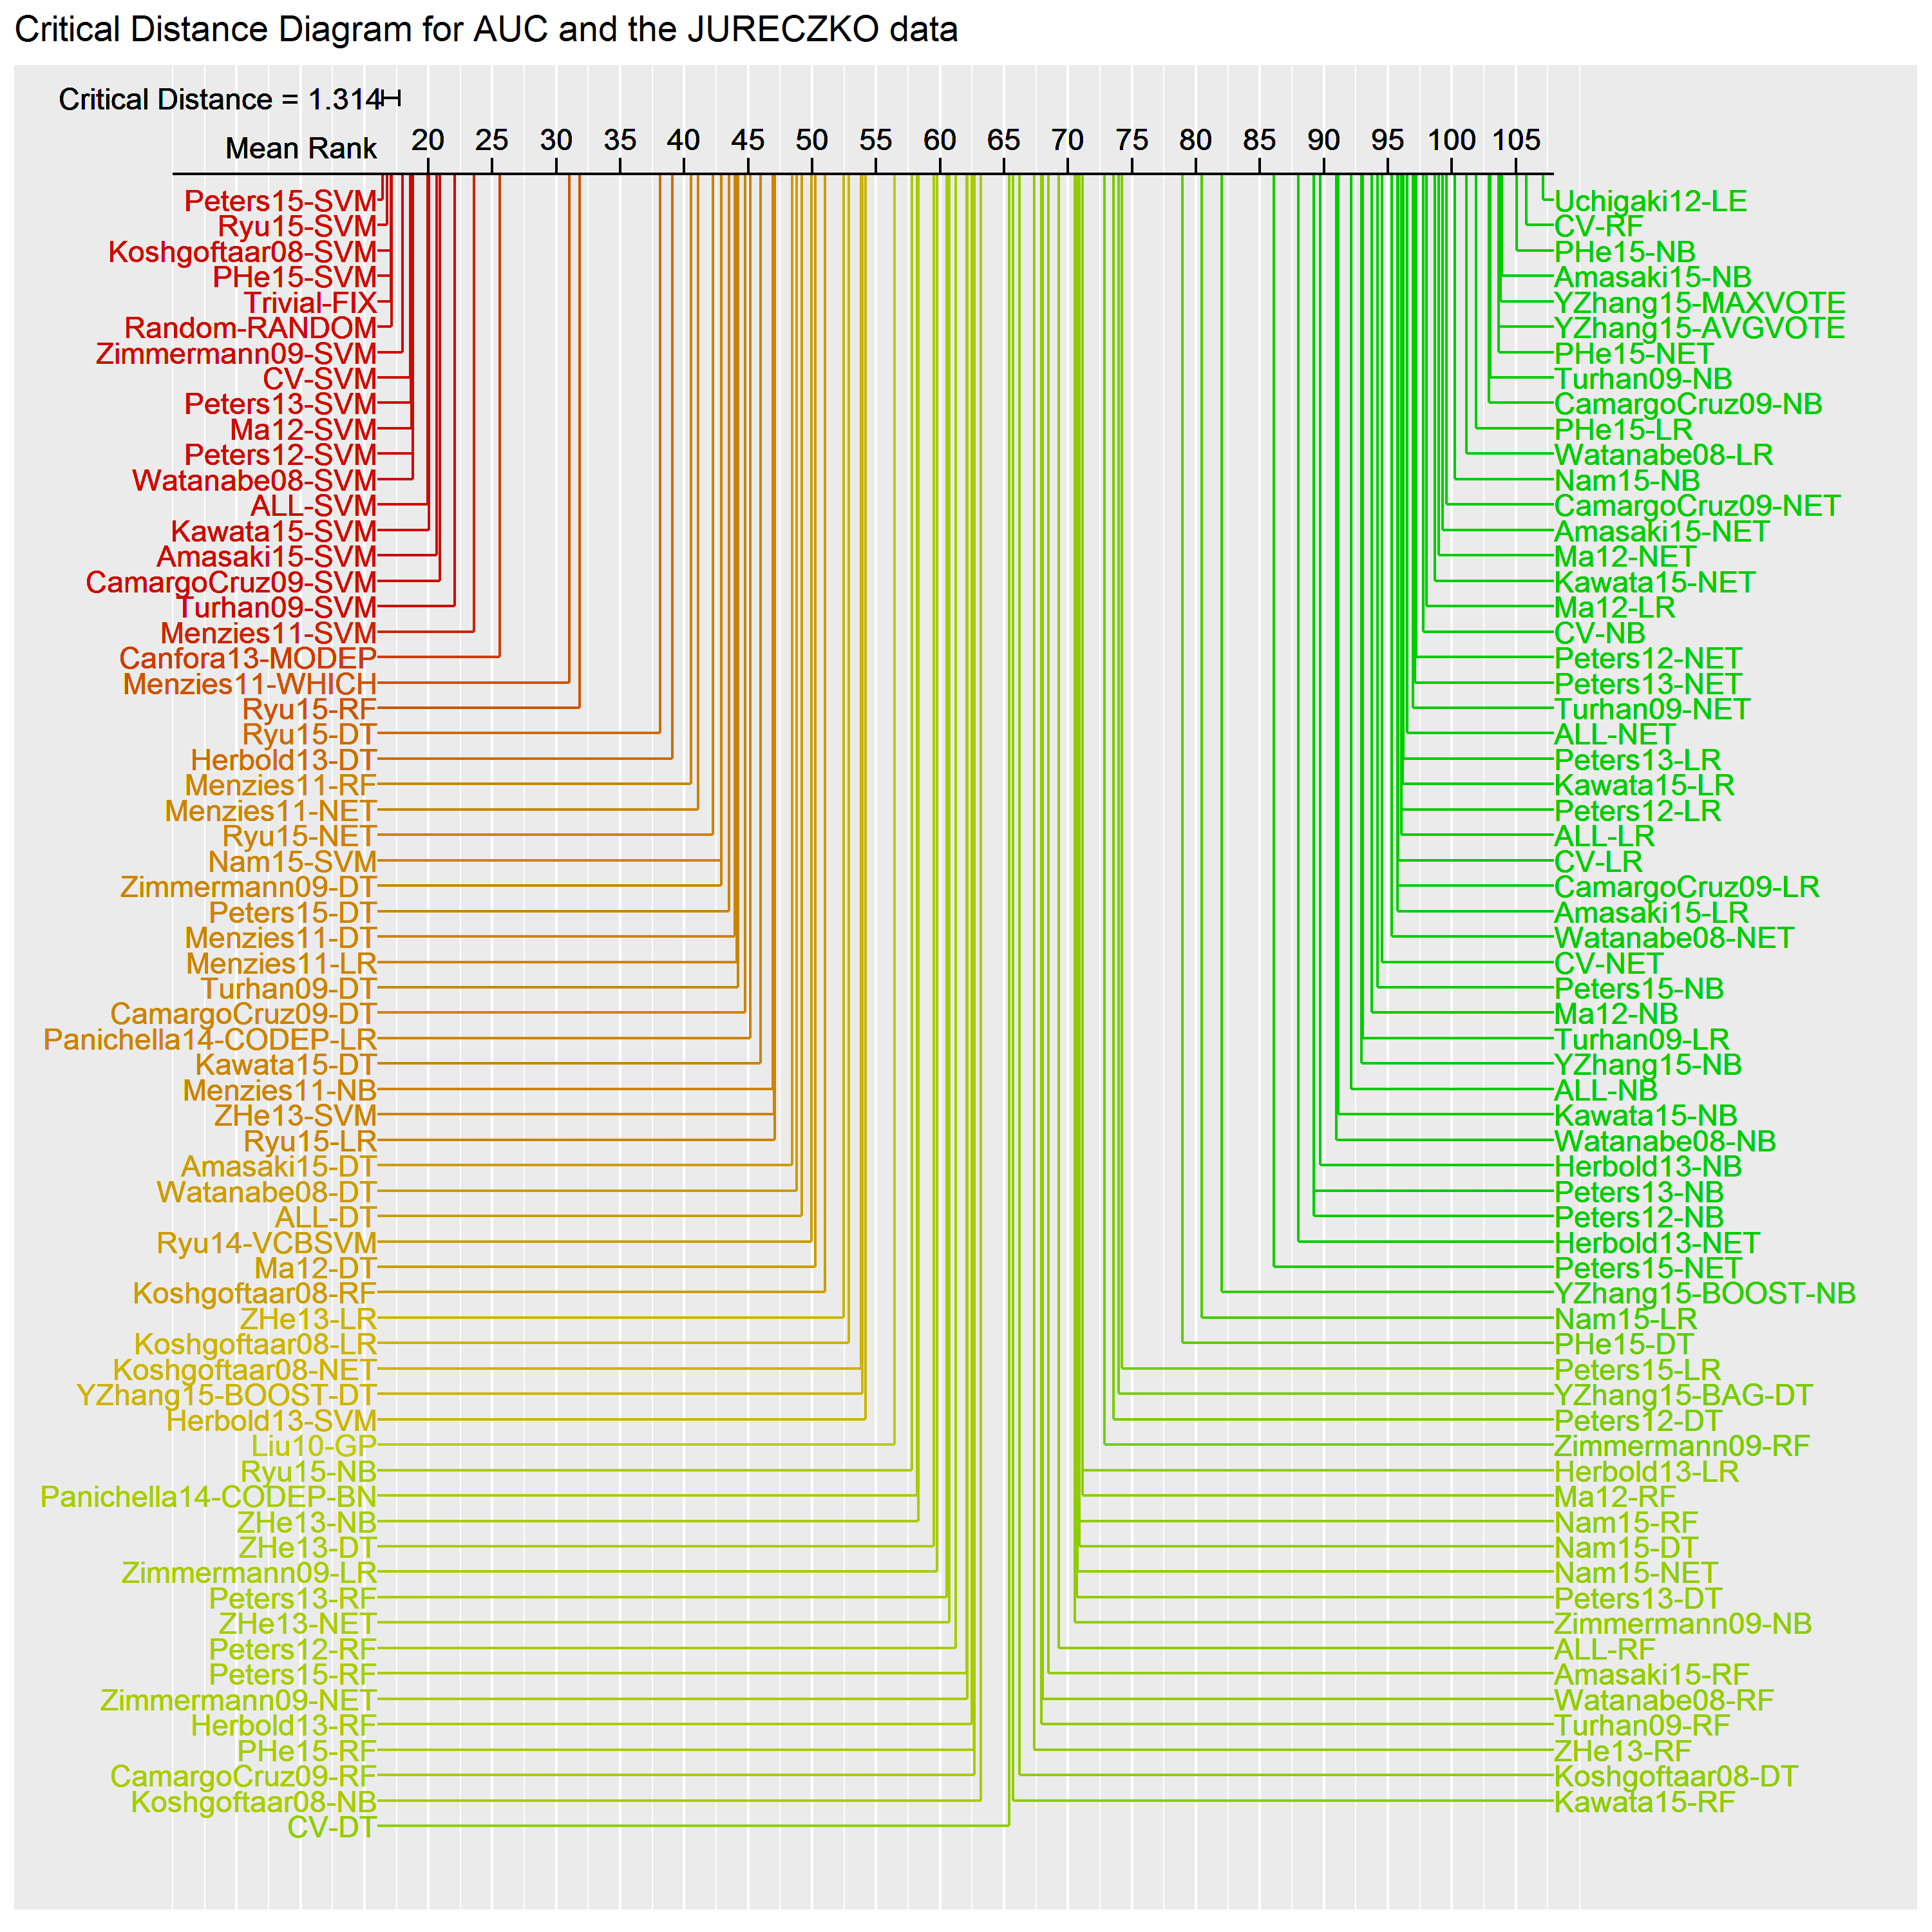 Critical Distance Diagram for AUC and the JURECZKO data
Critical Distance = 1.314
Mean Rank 20 25 30 35 40 45 50 55 60 65 70 75 80 85 90 95 100 105
Peters15-SVM Uchigaki12-LE
Ryu15-SVM CV-RF
Koshgoftaar08-SVM PHe15-NB
PHe15-SVM Amasaki15-NB
Trivial-FIX YZhang15-MAXVOTE
Random-RANDOM YZhang15-AVGVOTE
Zimmermann09-SVM PHe15-NET
CV-SVM Turhan09-NB
Peters13-SVM CamargoCruz09-NB
Ma12-SVM PHe15-LR
Peters12-SVM Watanabe08-LR
Watanabe08-SVM Nam15-NB
ALL-SVM CamargoCruz09-NET
Kawata15-SVM Amasaki15-NET
Amasaki15-SVM Ma12-NET
CamargoCruz09-SVM Kawata15-NET
Turhan09-SVM Ma12-LR
Menzies11-SVM CV-NB
Canfora13-MODEP Peters12-NET
Menzies11-WHICH Peters13-NET
Ryu15-RF Turhan09-NET
Ryu15-DT ALL-NET
Herbold13-DT Peters13-LR
Menzies11-RF Kawata15-LR
Menzies11-NET Peters12-LR
Ryu15-NET ALL-LR
Nam15-SVM CV-LR
Zimmermann09-DT CamargoCruz09-LR
Peters15-DT Amasaki15-LR
Menzies11-DT Watanabe08-NET
Menzies11-LR CV-NET
Turhan09-DT Peters15-NB
CamargoCruz09-DT Ma12-NB
Panichella14-CODEP-LR Turhan09-LR
Kawata15-DT YZhang15-NB
Menzies11-NB ALL-NB
ZHe13-SVM Kawata15-NB
Ryu15-LR Watanabe08-NB
Amasaki15-DT Herbold13-NB
Watanabe08-DT Peters13-NB
ALL-DT Peters12-NB
Ryu14-VCBSVM Herbold13-NET
Ma12-DT Peters15-NET
Koshgoftaar08-RF YZhang15-BOOST-NB
ZHe13-LR Nam15-LR
Koshgoftaar08-LR PHe15-DT
Koshgoftaar08-NET Peters15-LR
YZhang15-BOOST-DT YZhang15-BAG-DT
Herbold13-SVM Peters12-DT
Liu10-GP Zimmermann09-RF
Ryu15-NB Herbold13-LR
Panichella14-CODEP-BN Ma12-RF
ZHe13-NB Nam15-RF
ZHe13-DT Nam15-DT
Zimmermann09-LR Nam15-NET
Peters13-RF Peters13-DT
ZHe13-NET Zimmermann09-NB
Peters12-RF ALL-RF
Peters15-RF Amasaki15-RF
Zimmermann09-NET Watanabe08-RF
Herbold13-RF Turhan09-RF
PHe15-RF ZHe13-RF
CamargoCruz09-RF Koshgoftaar08-DT
Koshgoftaar08-NB Kawata15-RF
CV-DT